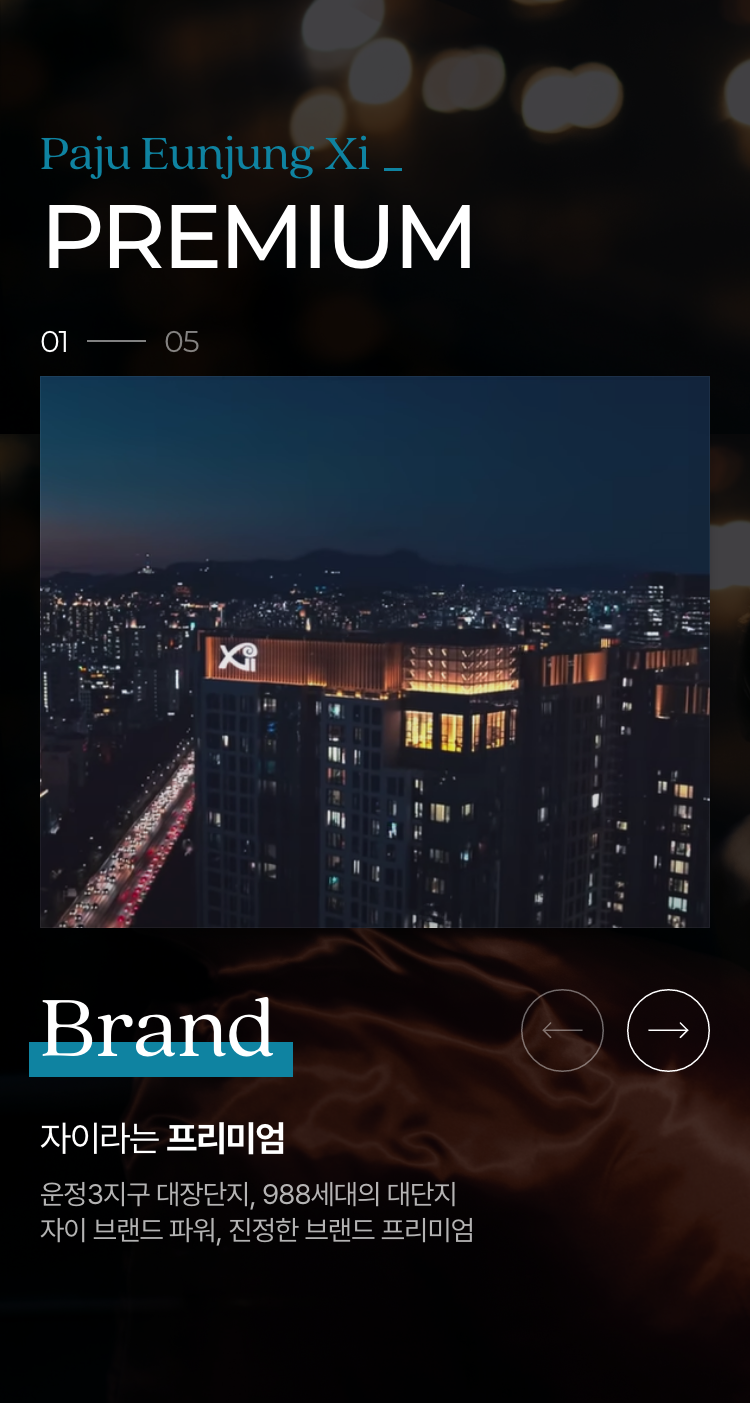 Paju Eunjung Xi _
PREMIUM
01 — 05
Xi
Brand
자이라는 프리미엄
운정3지구 대장단지, 988세대의 대단지
자이 브랜드 파워, 진정한 브랜드 프리미엄